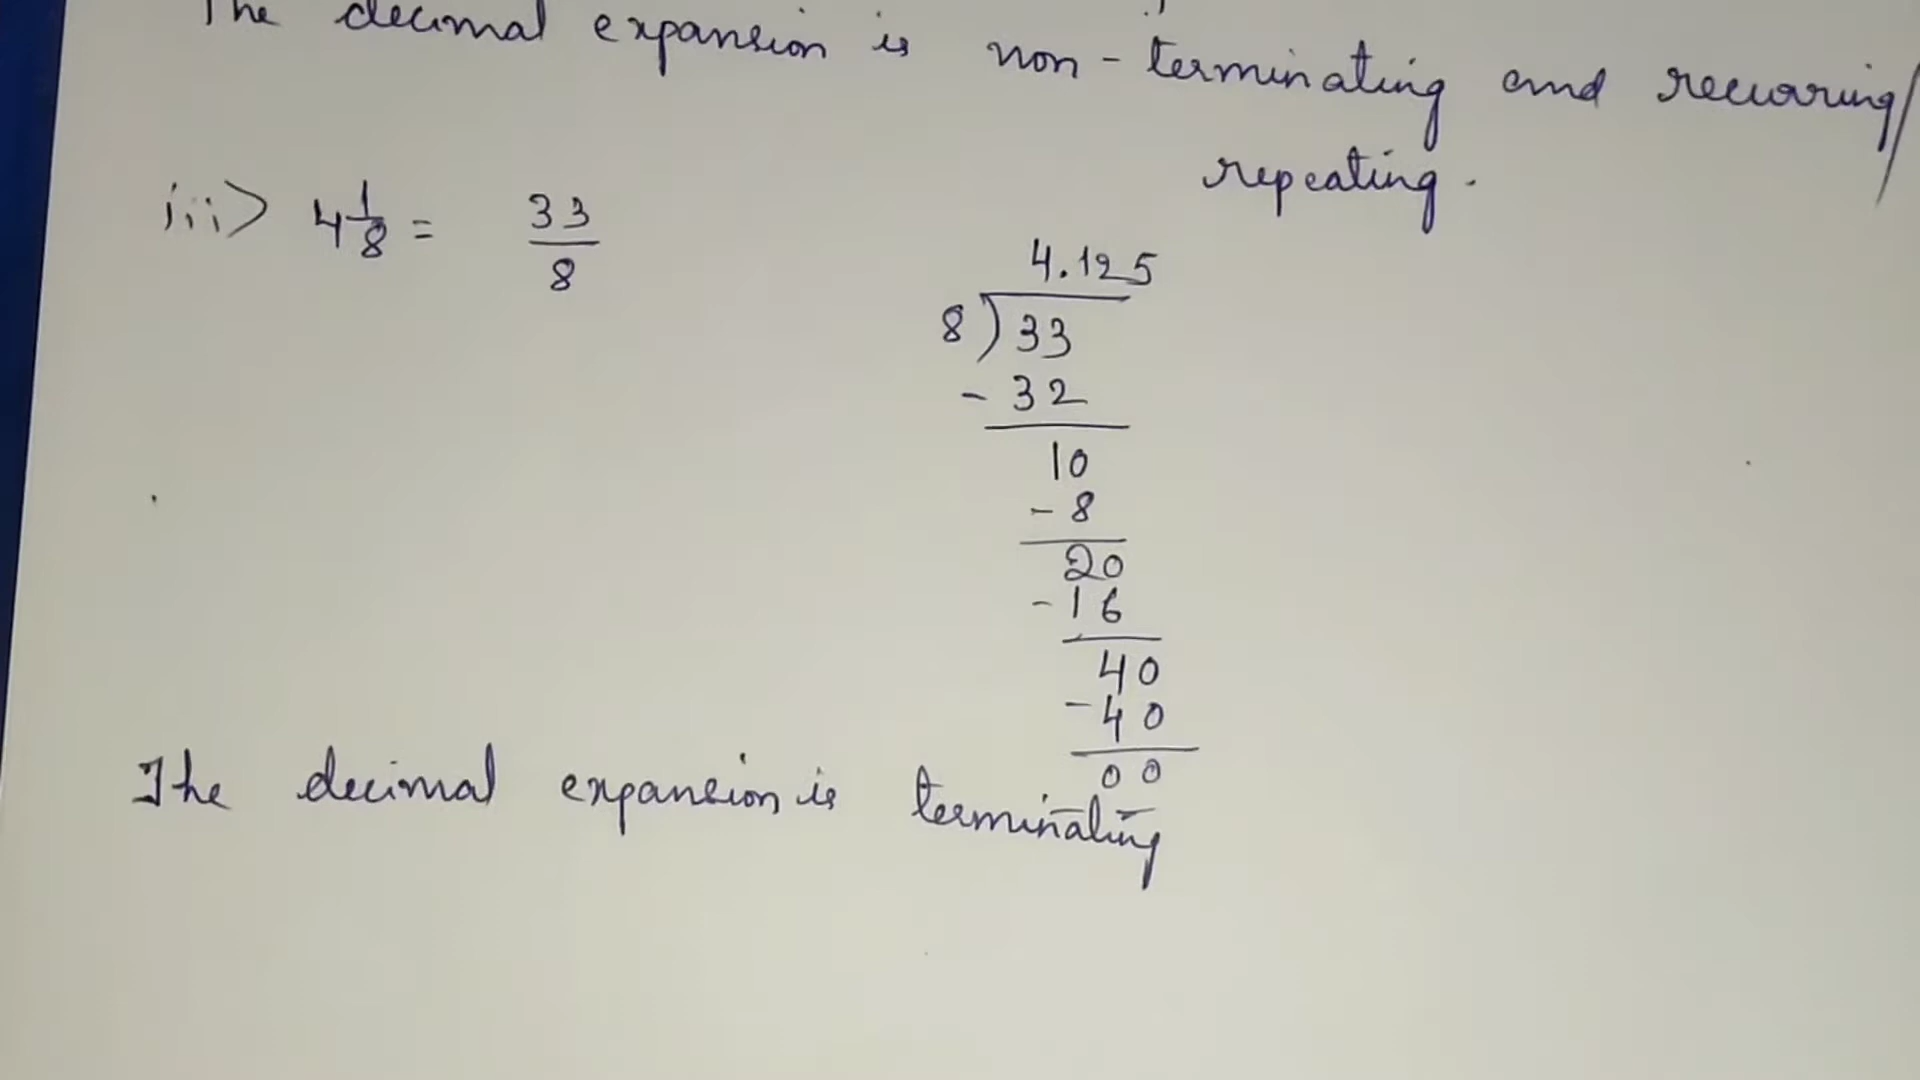 The decimal expansion is non-terminating and recurring/
repeating.
iii> 4 1/8 = 33/8
4.125
8)33
-32
10
-8
20
-16
40
-40
00
The decimal expansion is terminating